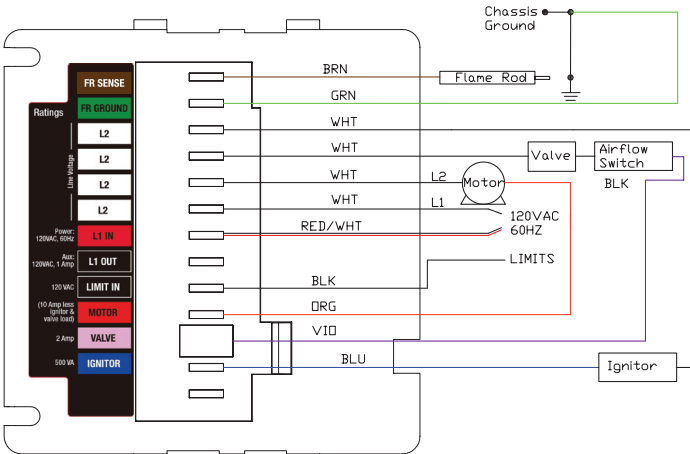 Chassis
Ground
BRN
Flame Rod
GRN
WHT
WHT
Valve
Airflow
Switch
BLK
WHT
L2
Motor
WHT
L1
RED/WHT
120VAC
60HZ
LIMITS
BLK
ORG
VIO
BLU
Ignitor
Ratings
Line Voltage
Power:
120VAC, 60Hz
Aux:
120VAC, 1 Amp
120 VAC
(10 Amp less
Ignitor &
valve load)
2 Amp
500 VA
FR SENSE
FR GROUND
L2
L2
L2
L2
L1 IN
L1 OUT
LIMIT IN
MOTOR
VALVE
IGNITOR